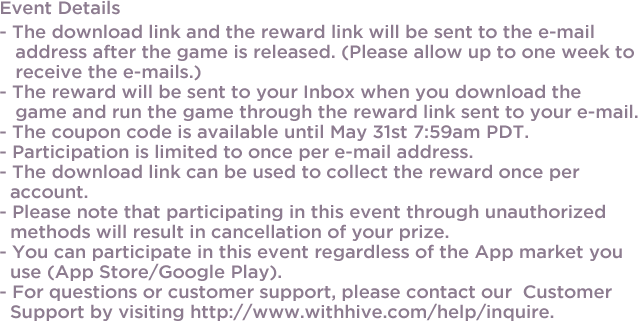 Event Details
- The download link and the reward link will be sent to the e-mail
address after the game is released. (Please allow up to one week to
receive the e-mails.)
- The reward will be sent to your Inbox when you download the
game and run the game through the reward link sent to your e-mail.
- The coupon code is available until May 31st 7:59am PDT.
- Participation is limited to once per e-mail address.
- The download link can be used to collect the reward once per
account.
- Please note that participating in this event through unauthorized
methods will result in cancellation of your prize.
- You can participate in this event regardless of the App market you
use (App Store/Google Play).
- For questions or customer support, please contact our  Customer
Support by visiting http://www.withhive.com/help/inquire.